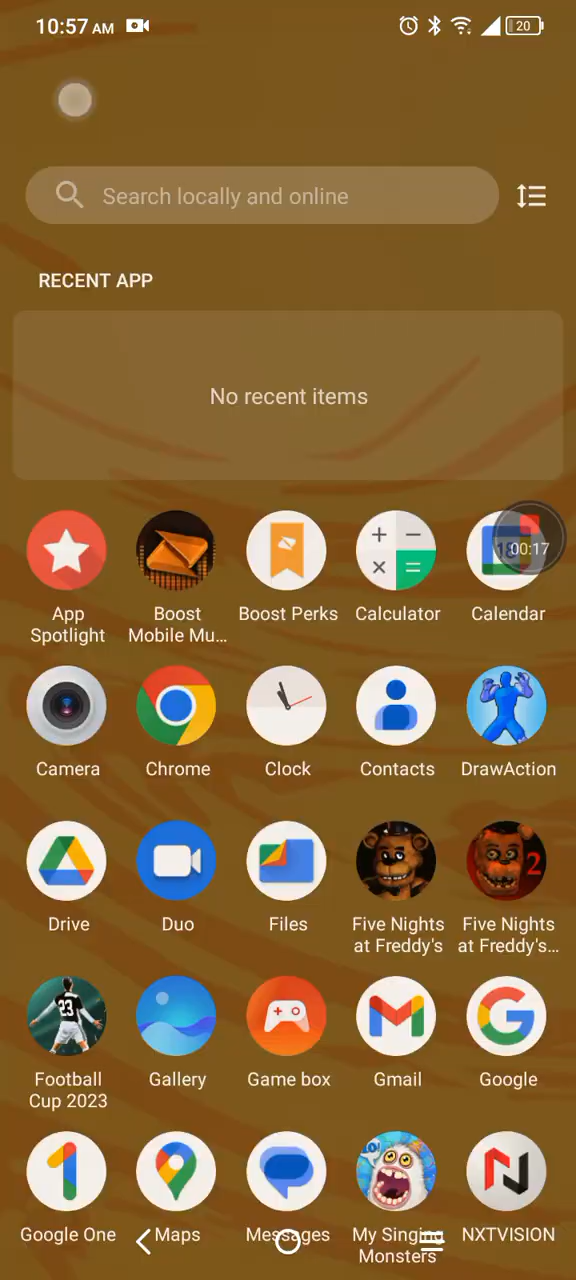 10:57 AM
20
Search locally and online
RECENT APP
No recent items
00:17
App Spotlight
Boost Mobile Mu...
Boost Perks
Calculator
Calendar
Camera
Chrome
Clock
Contacts
DrawAction
Drive
Duo
Files
Five Nights at Freddy's
Five Nights at Freddy's...
2
23
Football Cup 2023
Gallery
Game box
Gmail
Google
Google One
Maps
Messages
My Singing Monsters
NXTVISION